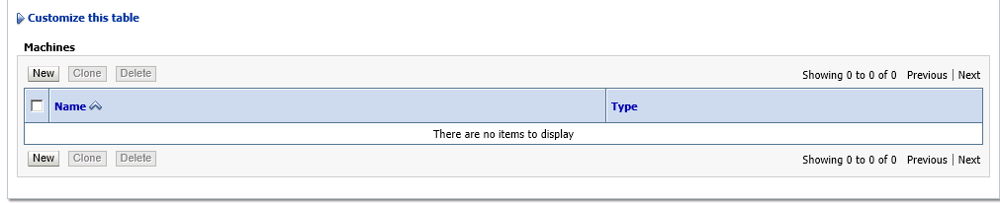 Customize this table
Machines
New Clone Delete Showing 0 to 0 of 0 Previous | Next
Name Type
There are no items to display
New Clone Delete Showing 0 to 0 of 0 Previous | Next